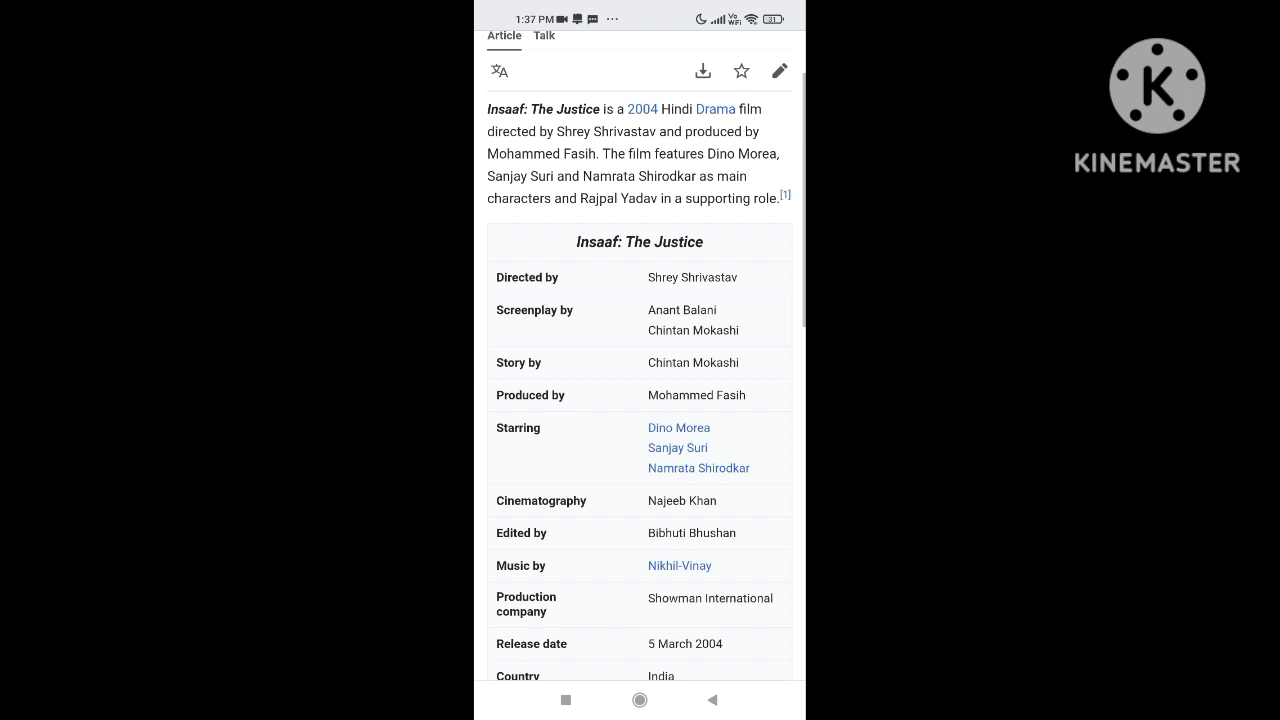 1:37 PM
Vo
WiFi
31
Article Talk
Insaaf: The Justice is a 2004 Hindi Drama film
directed by Shrey Shrivastav and produced by
Mohammed Fasih. The film features Dino Morea,
Sanjay Suri and Namrata Shirodkar as main
characters and Rajpal Yadav in a supporting role.[1]
Insaaf: The Justice
Directed by Shrey Shrivastav
Screenplay by Anant Balani
Chintan Mokashi
Story by Chintan Mokashi
Produced by Mohammed Fasih
Starring Dino Morea
Sanjay Suri
Namrata Shirodkar
Cinematography Najeeb Khan
Edited by Bibhuti Bhushan
Music by Nikhil-Vinay
Production
company Showman International
Release date 5 March 2004
Country India
K
KINEMASTER